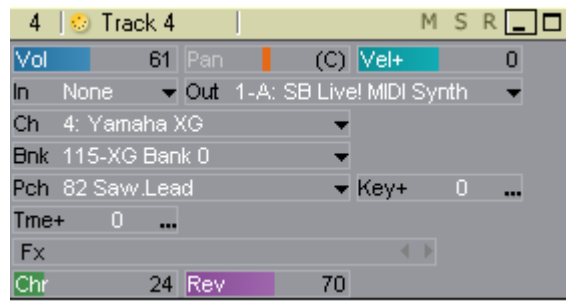 4 Track 4 M S R
Vol 61 Pan (C) Vel+ 0
In None Out 1-A: SB Live! MIDI Synth
Ch 4: Yamaha XG
Bnk 115-XG Bank 0
Pch 82 Saw.Lead Key+ 0 ...
Tme+ 0 ...
Fx
Chr 24 Rev 70